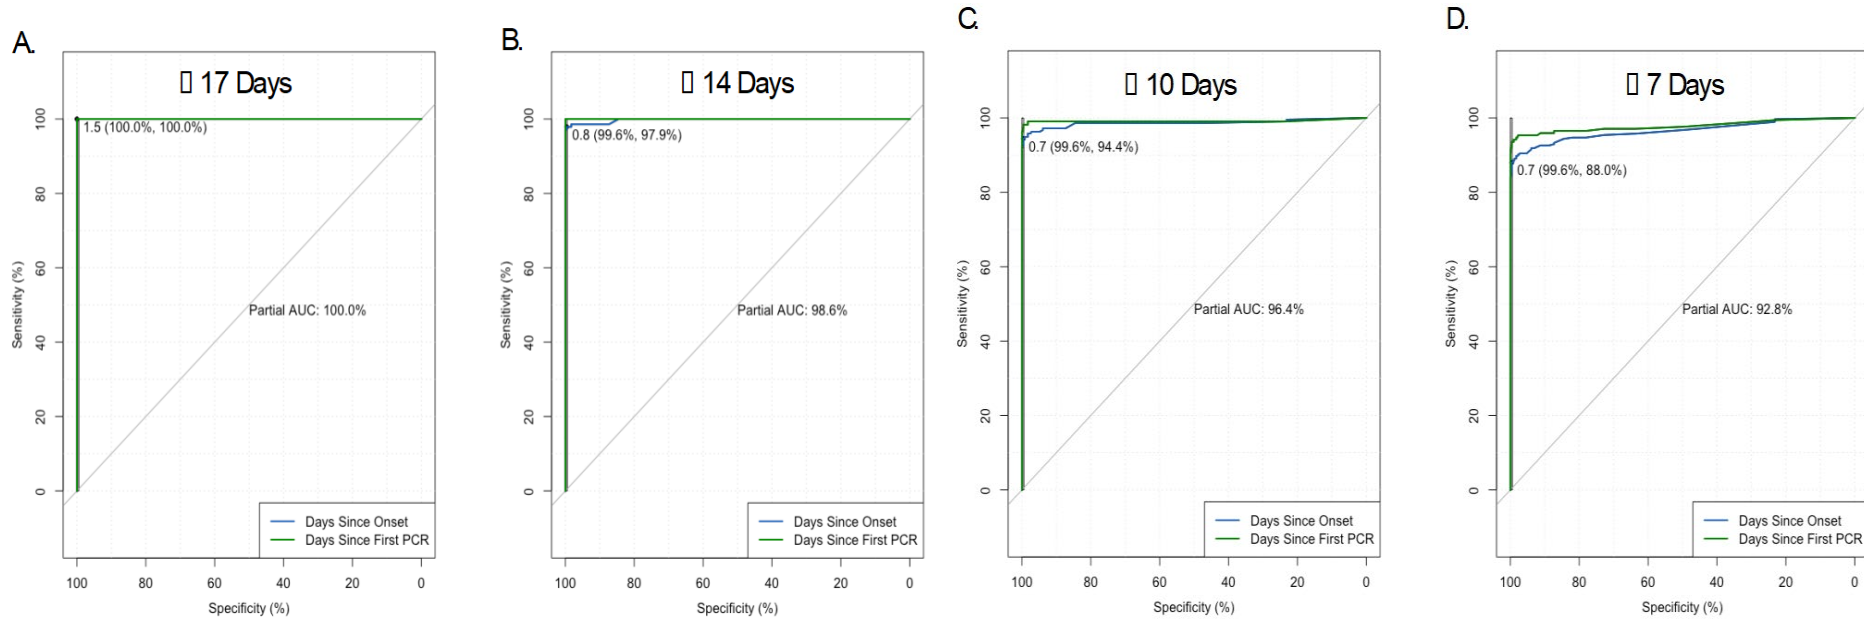 A.
▯ 17 Days
1.5 (100.0%, 100.0%)
Partial AUC: 100.0%
Sensitivity (%)
0
20
40
60
80
100
Days Since Onset
Days Since First PCR
100
80
60
40
20
0
Specificity (%)
B.
▯ 14 Days
0.8 (99.6%, 97.9%)
Partial AUC: 98.6%
Sensitivity (%)
0
20
40
60
80
100
Days Since Onset
Days Since First PCR
100
80
60
40
20
0
Specificity (%)
C.
▯ 10 Days
0.7 (99.6%, 94.4%)
Partial AUC: 96.4%
Sensitivity (%)
0
20
40
60
80
100
Days Since Onset
Days Since First PCR
100
80
60
40
20
0
Specificity (%)
D.
▯ 7 Days
0.7 (99.6%, 88.0%)
Partial AUC: 92.8%
Sensitivity (%)
0
20
40
60
80
100
Days Since Onset
Days Since First PCR
100
80
60
40
20
0
Specificity (%)